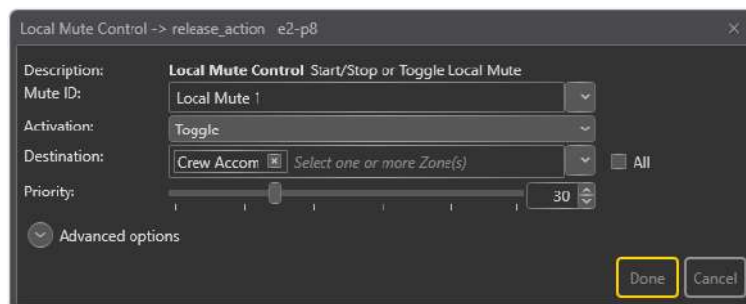 Local Mute Control -> release_action e2-p8
Description: Local Mute Control Start/Stop or Toggle Local Mute
Mute ID: Local Mute 1
Activation: Toggle
Destination: Crew Accom Select one or more Zone(s) All
Priority: 30
Advanced options
Done Cancel